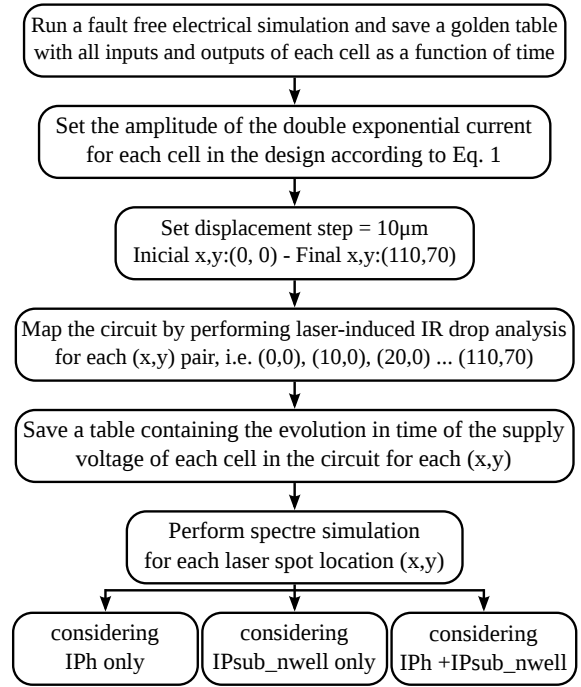 Run a fault free electrical simulation and save a golden table
with all inputs and outputs of each cell as a function of time
Set the amplitude of the double exponential current
for each cell in the design according to Eq. 1
Set displacement step = 10μm
Inicial x,y:(0, 0) - Final x,y:(110,70)
Map the circuit by performing laser-induced IR drop analysis
for each (x,y) pair, i.e. (0,0), (10,0), (20,0) ... (110,70)
Save a table containing the evolution in time of the supply
voltage of each cell in the circuit for each (x,y)
Perform spectre simulation
for each laser spot location (x,y)
considering
IPh only
considering
IPsub_nwell only
considering
IPh +IPsub_nwell